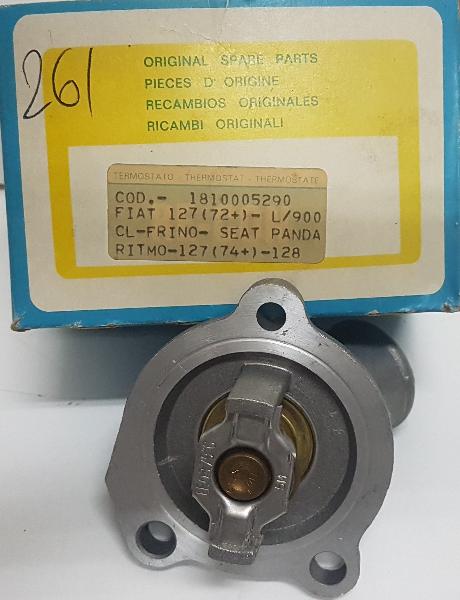 261
ORIGINAL SPARE PARTS
PIECES D'ORIGINE
RECAMBIOS ORIGINALES
RICAMBI ORIGINALI
TERMOSTATO - THERMOSTAT - THERMOSTATE
COD.- 1810005290
FIAT 127(72+)- L/900
CL-FRINO- SEAT PANDA
RITMO-127(74+)-128